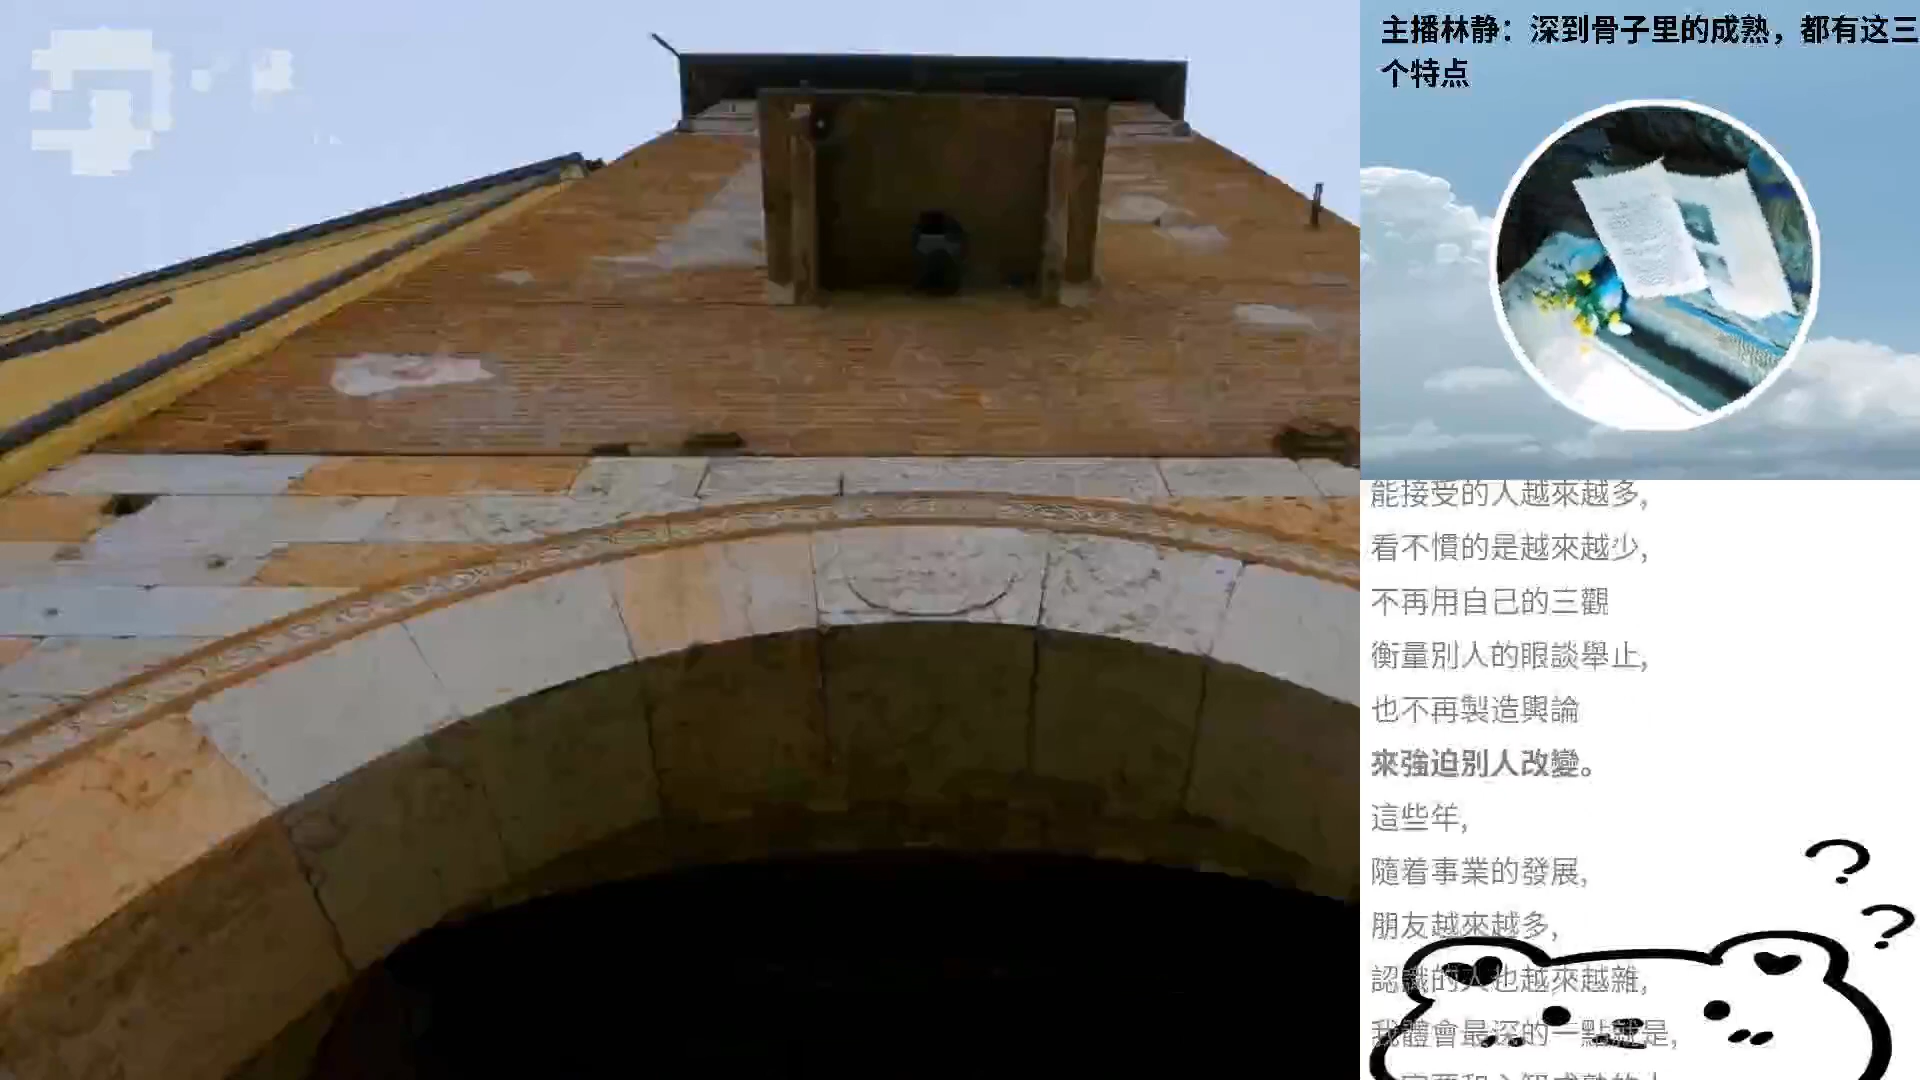 主播林静：深到骨子里的成熟，都有这三
个特点
能接受的人越來越多,
看不慣的是越來越少,
不再用自己的三觀
衡量別人的眼談舉止,
也不再製造輿論
來強迫別人改變。
這些年,
隨着事業的發展,
朋友越來越多,
認識的人也越來越雜,
我體會最深的一點就是,